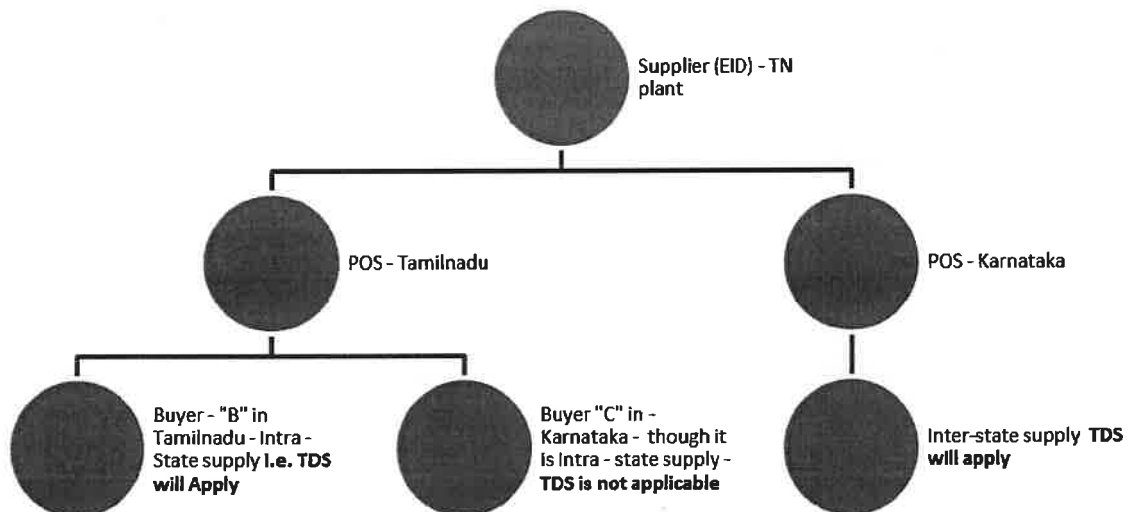 Supplier (EID) - TN
plant
POS - Tamilnadu
POS - Karnataka
Buyer - "B" in
Tamilnadu - Intra -
State supply i.e. TDS
will Apply
Buyer "C" in -
Karnataka - though it
is Intra - state supply -
TDS is not applicable
Inter-state supply TDS
will apply